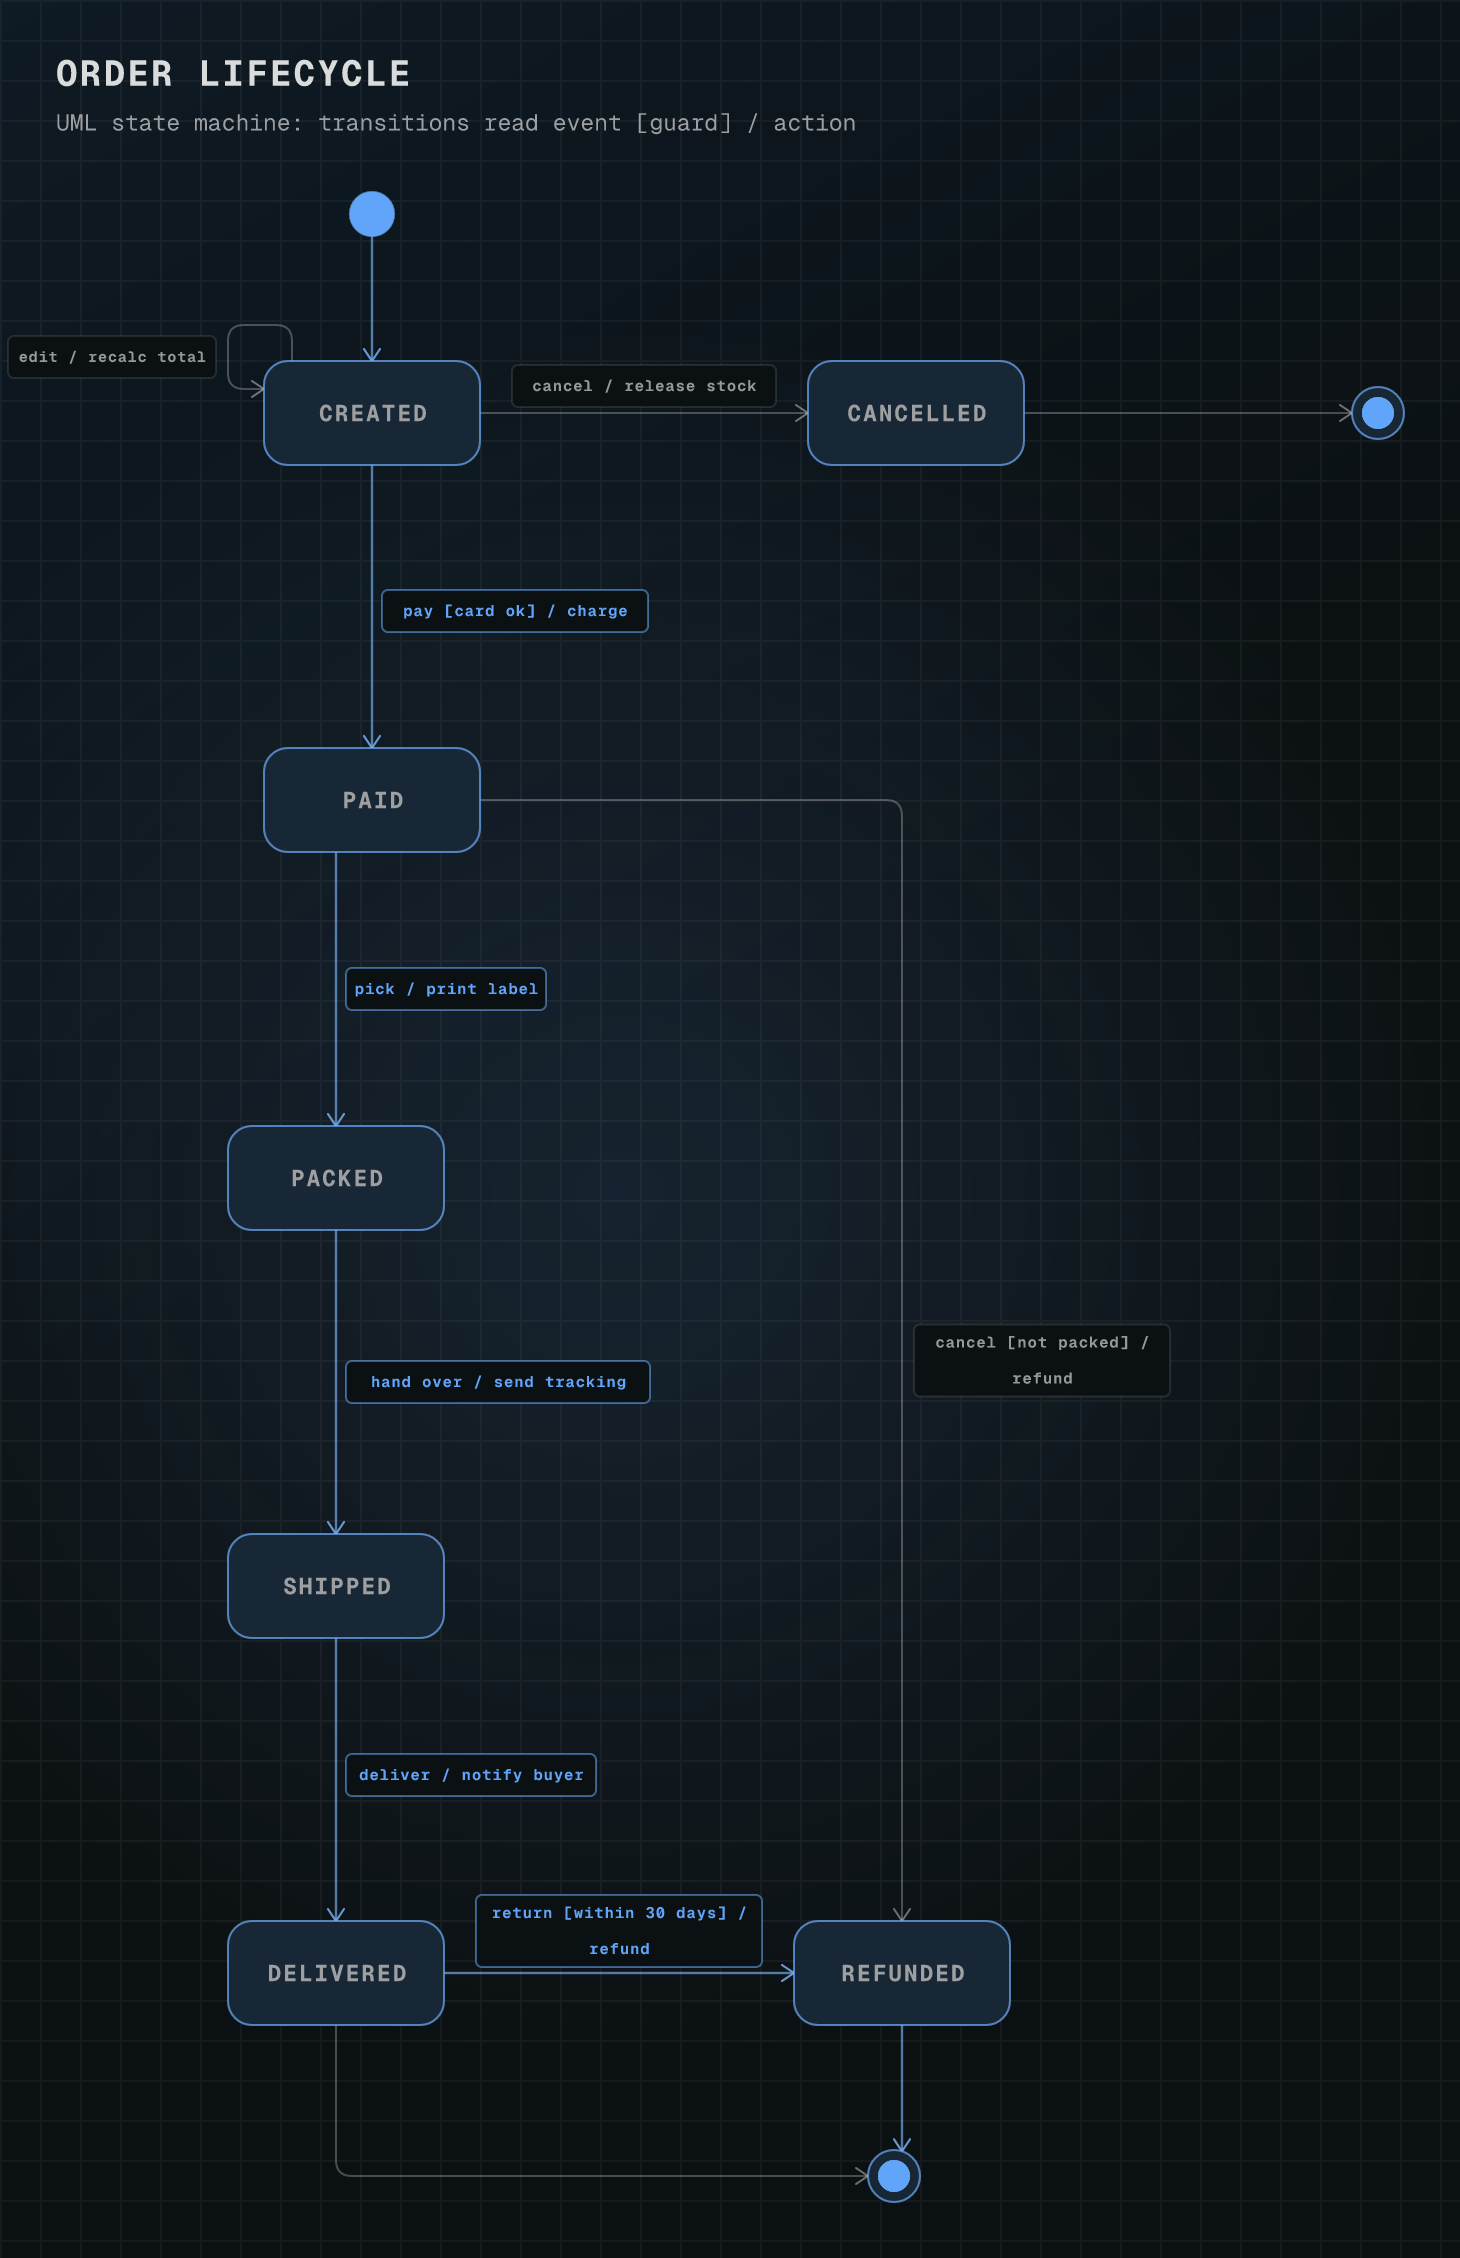 ORDER LIFECYCLE
UML state machine: transitions read event [guard] / action
edit / recalc total
cancel / release stock
CREATED
CANCELLED
pay [card ok] / charge
PAID
pick / print label
PACKED
cancel [not packed] /
refund
hand over / send tracking
SHIPPED
deliver / notify buyer
return [within 30 days] /
refund
DELIVERED
REFUNDED